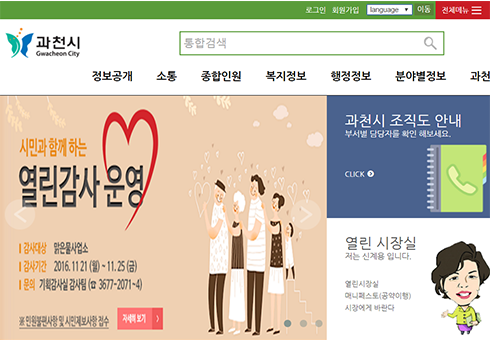 로그인 회원가입 language 이동 전체메뉴
과천시
Gwacheon City
통합검색
정보공개 소통 종합민원 복지정보 행정정보 분야별정보 과천
시민과 함께 하는
열린감사 운영
감사대상 맑은물사업소
감사기간 2016.11.21 (월) ~ 11.25 (금)
문의 기획감사실 감사팀 (☎ 3677-2071~4)
※ 민원불편사항 및 시민제보사항 접수
자세히 보기
과천시 조직도 안내
부서별 담당자를 확인 해보세요.
CLICK
열린 시장실
저는 신계용 입니다.
열린시장실
매니페스토(공약이행)
시장에게 바란다